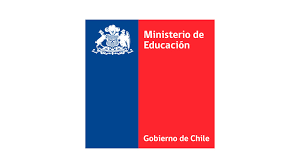 Ministerio de
Educación
Gobierno de Chile